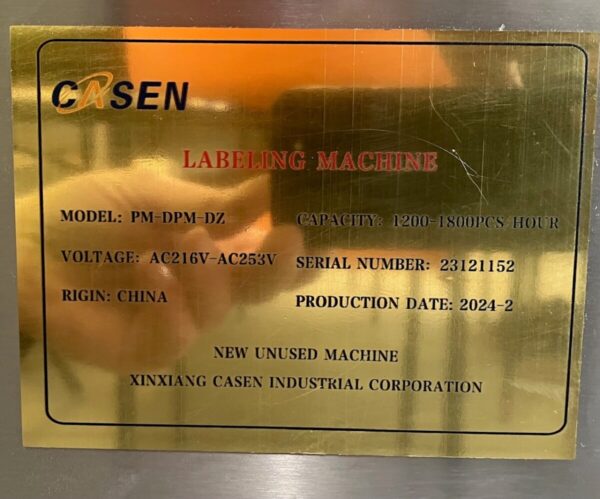 CASEN
LABELING MACHINE
MODEL: PM-DPM-DZ
CAPACITY: 1200-1800PCS/HOUR
VOLTAGE: AC216V-AC253V
SERIAL NUMBER: 23121152
RIGIN: CHINA
PRODUCTION DATE: 2024-2
NEW UNUSED MACHINE
XINXIANG CASEN INDUSTRIAL CORPORATION